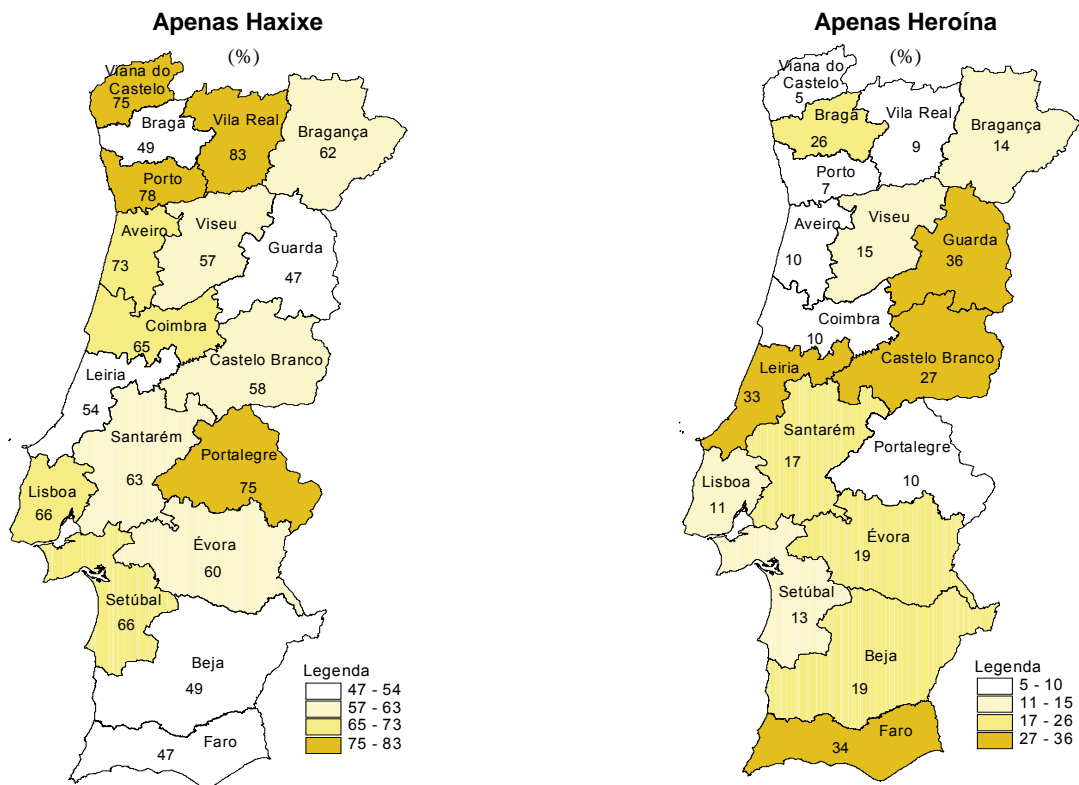 Apenas Haxixe
(%)
Viana do
Castelo
75
Braga
49
Vila Real
83
Bragança
62
Porto
78
Aveiro
73
Viseu
57
Guarda
47
Coimbra
65
Castelo Branco
58
Leiria
54
Santarém
63
Portalegre
75
Lisboa
66
Évora
60
Setúbal
66
Beja
49
Faro
47
Legenda
47 - 54
57 - 63
65 - 73
75 - 83
Apenas Heroína
(%)
Viana do
Castelo
5
Braga
26
Vila Real
9
Bragança
14
Porto
7
Aveiro
10
Viseu
15
Guarda
36
Coimbra
10
Castelo Branco
27
Leiria
33
Santarém
17
Portalegre
10
Lisboa
11
Évora
19
Setúbal
13
Beja
19
Faro
34
Legenda
5 - 10
11 - 15
17 - 26
27 - 36